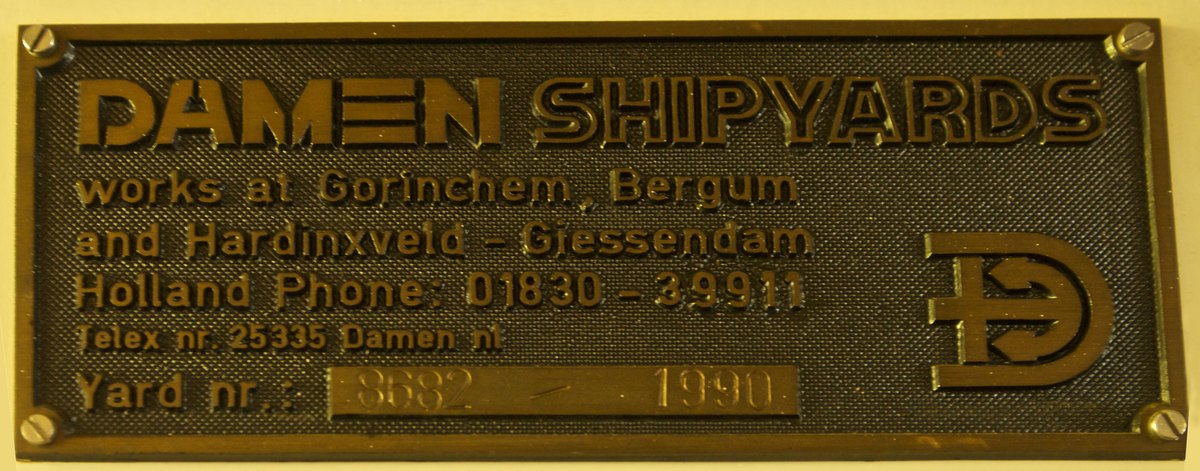 DAMEN SHIPYARDS
works at Gorinchem, Bergum
and Hardinxveld - Giessendam
Holland Phone: 01830 - 39911
Telex nr. 25335 Damen nl
Yard nr.: 8682 - 1990